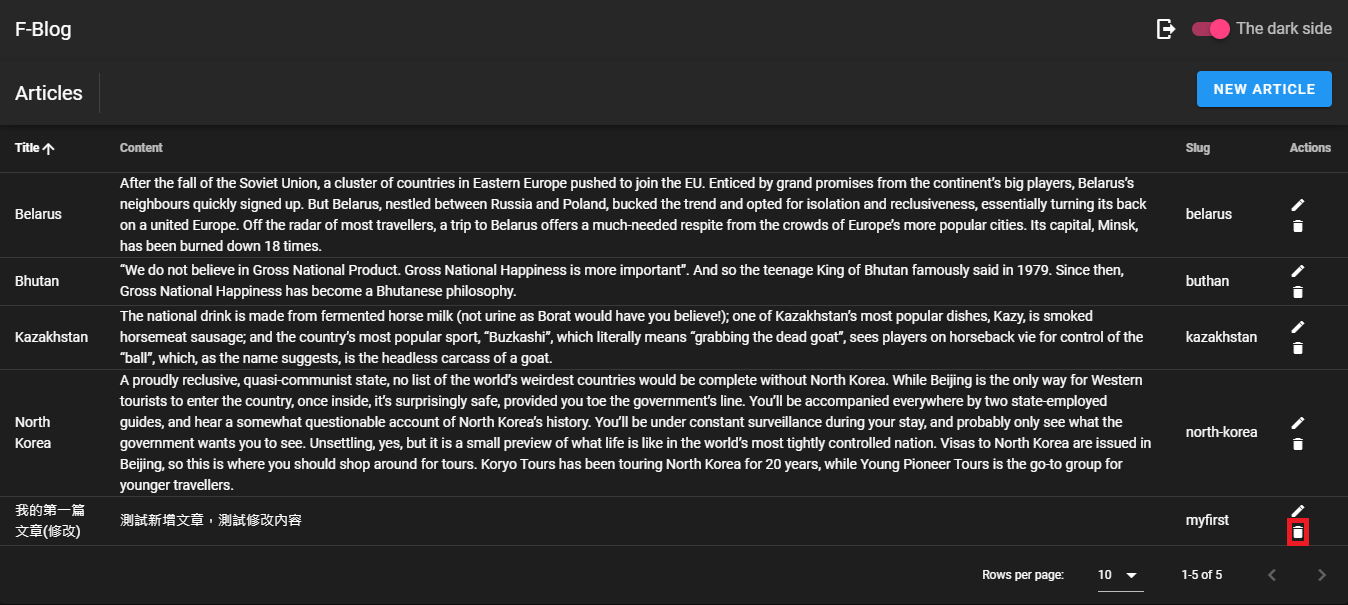 F-Blog
The dark side
Articles
NEW ARTICLE
Title Content Slug Actions
Belarus
After the fall of the Soviet Union, a cluster of countries in Eastern Europe pushed to join the EU. Enticed by grand promises from the continent’s big players, Belarus’s
neighbours quickly signed up. But Belarus, nestled between Russia and Poland, bucked the trend and opted for isolation and reclusiveness, essentially turning its back
on a united Europe. Off the radar of most travellers, a trip to Belarus offers a much-needed respite from the crowds of Europe’s more popular cities. Its capital, Minsk,
has been burned down 18 times.
belarus
Bhutan
“We do not believe in Gross National Product. Gross National Happiness is more important”. And so the teenage King of Bhutan famously said in 1979. Since then,
Gross National Happiness has become a Bhutanese philosophy.
buthan
Kazakhstan
The national drink is made from fermented horse milk (not urine as Borat would have you believe!); one of Kazakhstan’s most popular dishes, Kazy, is smoked
horsemeat sausage; and the country’s most popular sport, “Buzkashi”, which literally means “grabbing the dead goat”, sees players on horseback vie for control of the
“ball”, which, as the name suggests, is the headless carcass of a goat.
kazakhstan
North
Korea
A proudly reclusive, quasi-communist state, no list of the world’s weirdest countries would be complete without North Korea. While Beijing is the only way for Western
tourists to enter the country, once inside, it’s surprisingly safe, provided you toe the government’s line. You’ll be accompanied everywhere by two state-employed
guides, and hear a somewhat questionable account of North Korea’s history. You’ll be under constant surveillance during your stay, and probably only see what the
government wants you to see. Unsettling, yes, but it is a small preview of what life is like in the world’s most tightly controlled nation. Visas to North Korea are issued in
Beijing, so this is where you should shop around for tours. Koryo Tours has been touring North Korea for 20 years, while Young Pioneer Tours is the go-to group for
younger travellers.
north-korea
我的第一篇
文章(修改)
測試新增文章，測試修改內容
myfirst
Rows per page: 10 1-5 of 5